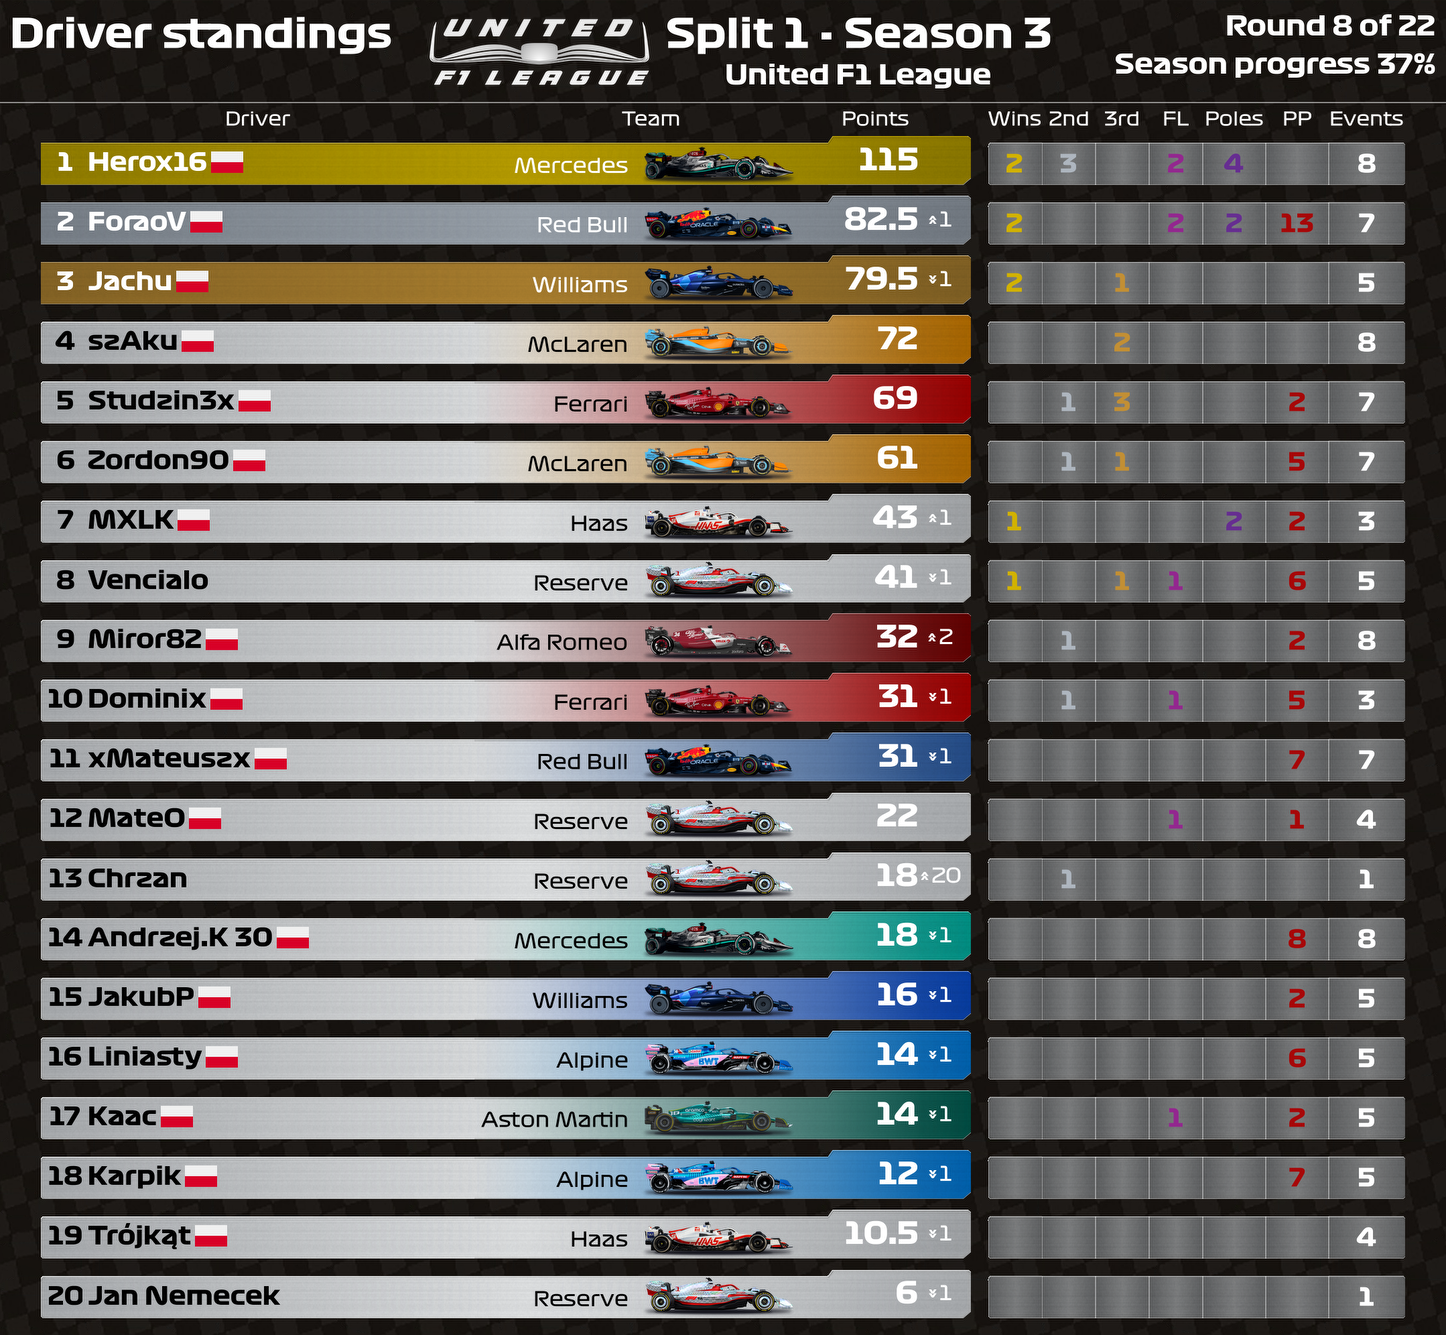 Driver standings
UNITED
F1 LEAGUE
Split 1 - Season 3
United F1 League
Round 8 of 22
Season progress 37%
Driver Team Points Wins 2nd 3rd FL Poles PP Events
1 Herox16 Mercedes 115 2 3 2 4 8
2 ForaoV Red Bull 82.5 1 2 2 2 13 7
3 Jachu Williams 79.5 1 2 1 5
4 szAku McLaren 72 2 8
5 Studzin3x Ferrari 69 1 3 2 7
6 Zordon90 McLaren 61 1 1 5 7
7 MXLK Haas 43 1 1 2 2 3
8 Vencialo Reserve 41 1 1 1 1 6 5
9 Miror82 Alfa Romeo 32 2 1 2 8
10 Dominix Ferrari 31 1 1 1 5 3
11 xMateuszx Red Bull 31 1 7 7
12 MateO Reserve 22 1 1 4
13 Chrzan Reserve 18 20 1 1
14 Andrzej.K 30 Mercedes 18 1 8 8
15 JakubP Williams 16 1 2 5
16 Liniasty Alpine 14 1 6 5
17 Kaac Aston Martin 14 1 1 2 5
18 Karpik Alpine 12 1 7 5
19 Trójkąt Haas 10.5 1 4
20 Jan Nemecek Reserve 6 1 1